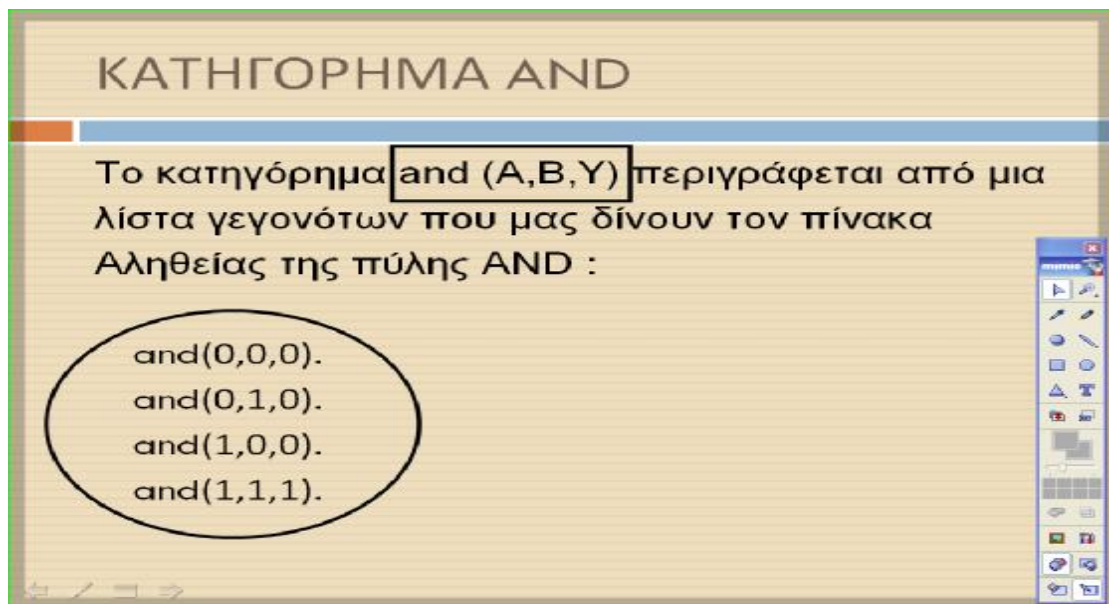 ΚΑΤΗΓΟΡΗΜΑ AND
Το κατηγόρημα and (A,B,Y) περιγράφεται από μια
λίστα γεγονότων που μας δίνουν τον πίνακα
Αληθείας της πύλης AND :
and(0,0,0).
and(0,1,0).
and(1,0,0).
and(1,1,1).
mimio